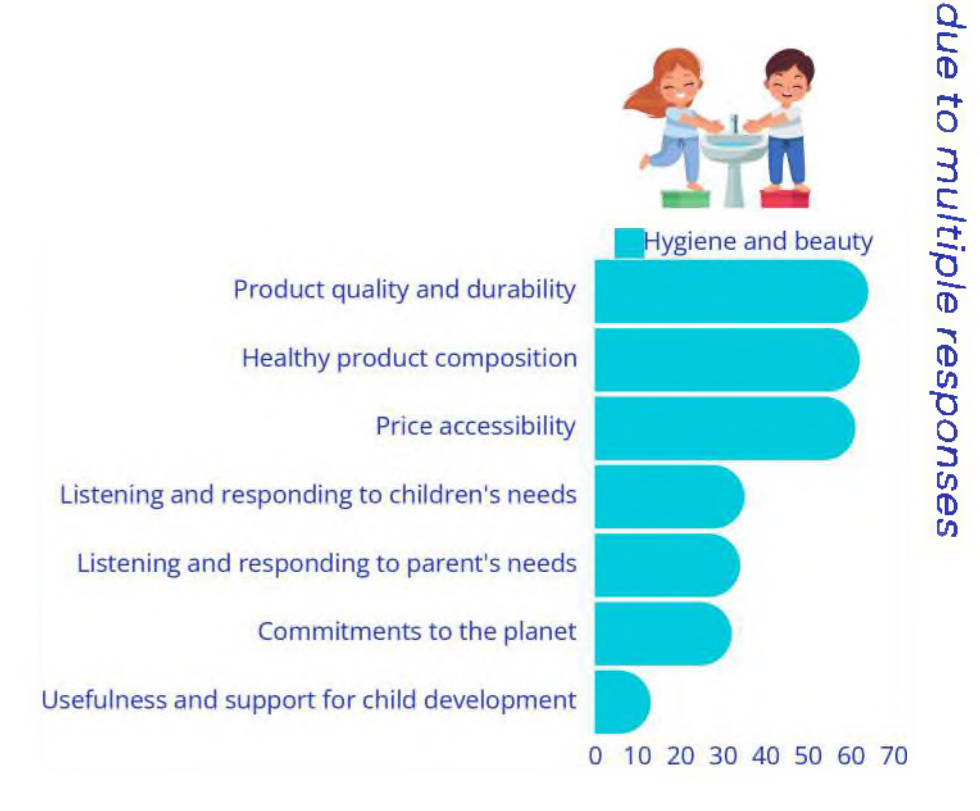 Hygiene and beauty
Product quality and durability
Healthy product composition
Price accessibility
Listening and responding to children's needs
Listening and responding to parent's needs
Commitments to the planet
Usefulness and support for child development
0 10 20 30 40 50 60 70
due to multiple responses